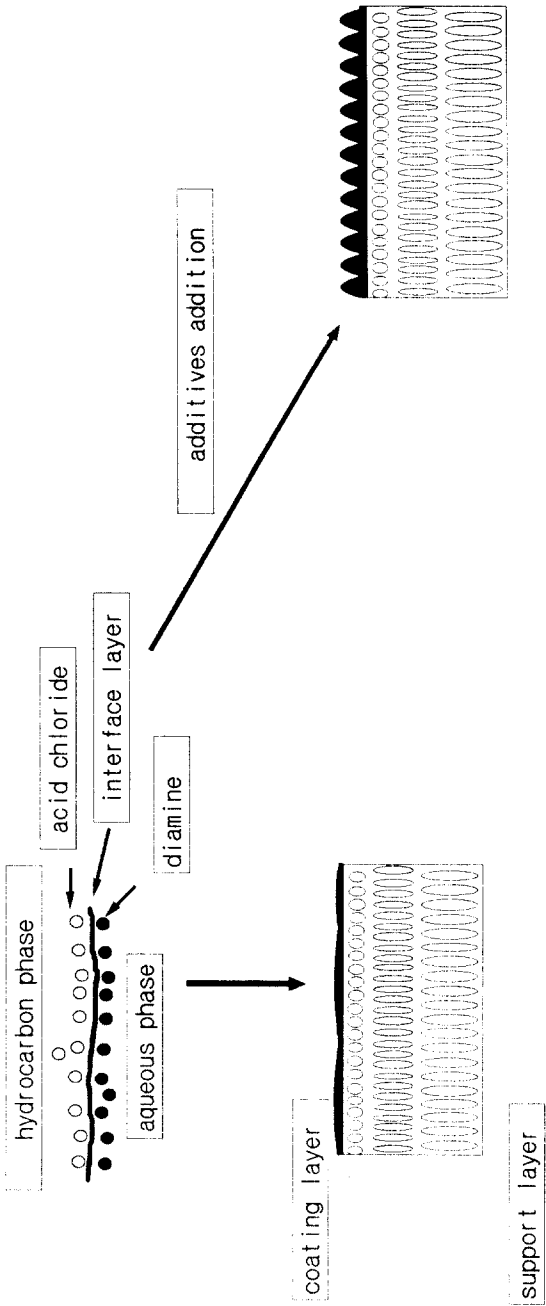 hydrocarbon phase
acid chloride
interface layer
diamine
aqueous phase
additives addition
coating layer
support layer